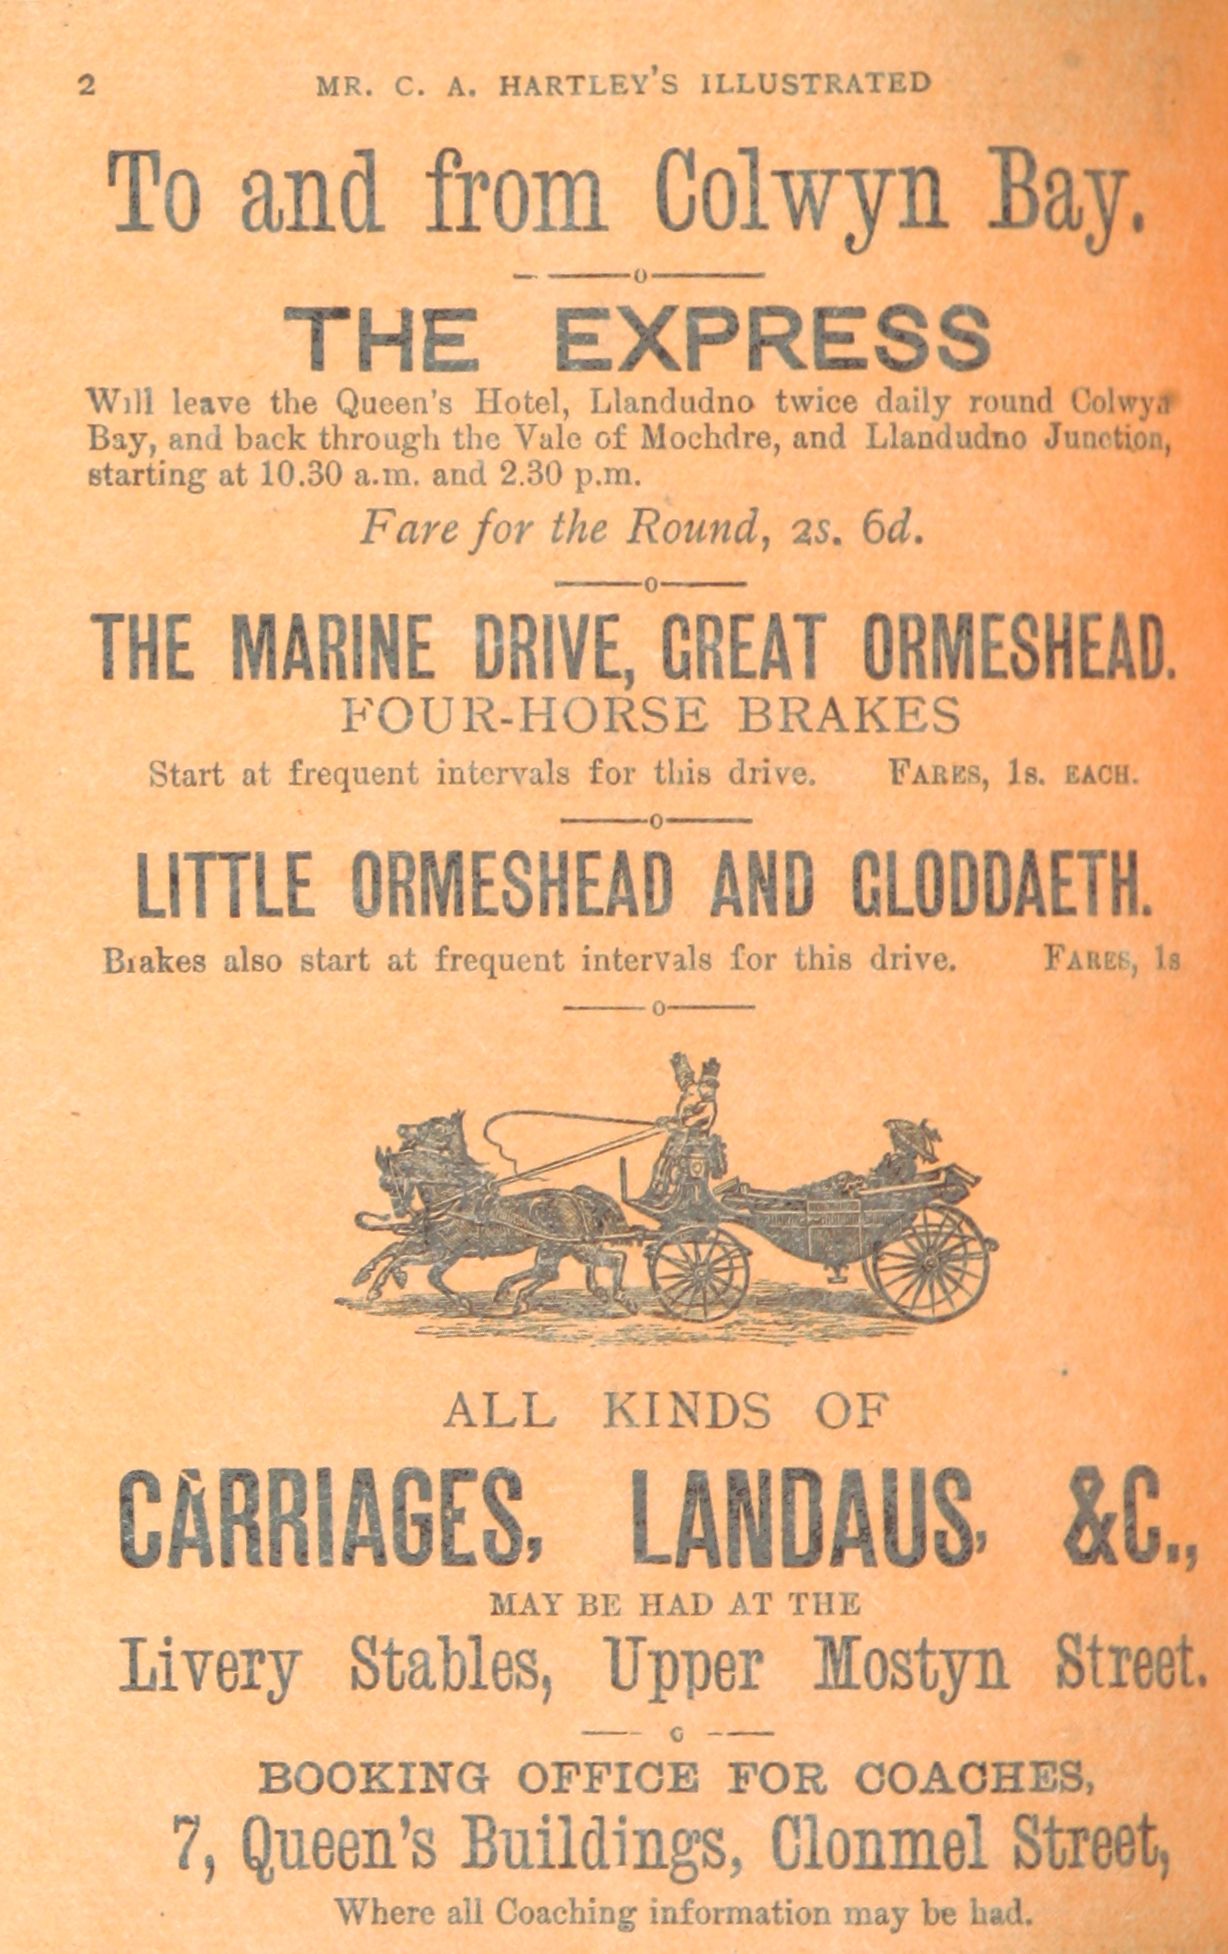 2 MR. C. A. HARTLEY'S ILLUSTRATED
To and from Colwyn Bay.
THE EXPRESS
Will leave the Queen's Hotel, Llandudno twice daily round Colwyn
Bay, and back through the Vale of Mochdre, and Llandudno Junction,
starting at 10.30 a.m. and 2.30 p.m.
Fare for the Round, 2s. 6d.
THE MARINE DRIVE, GREAT ORMESHEAD.
FOUR-HORSE BRAKES
Start at frequent intervals for this drive. FARES, 1s. EACH.
LITTLE ORMESHEAD AND GLODDAETH.
Brakes also start at frequent intervals for this drive. FARES, 1s
ALL KINDS OF
CARRIAGES, LANDAUS, &C.,
MAY BE HAD AT THE
Livery Stables, Upper Mostyn Street.
BOOKING OFFICE FOR COACHES,
7, Queen's Buildings, Clonmel Street,
Where all Coaching information may be had.